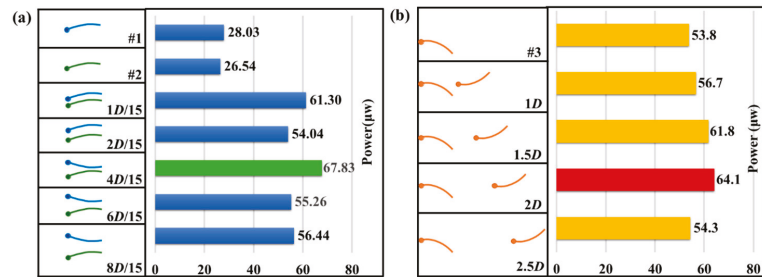 (a)
#1
28.03
#2
26.54
1D/15
61.30
2D/15
54.04
4D/15
67.83
6D/15
55.26
8D/15
56.44
0 20 40 60 80
Power(μw)
(b)
#3
53.8
1D
56.7
1.5D
61.8
2D
64.1
2.5D
54.3
0 20 40 60 80
Power (μw)